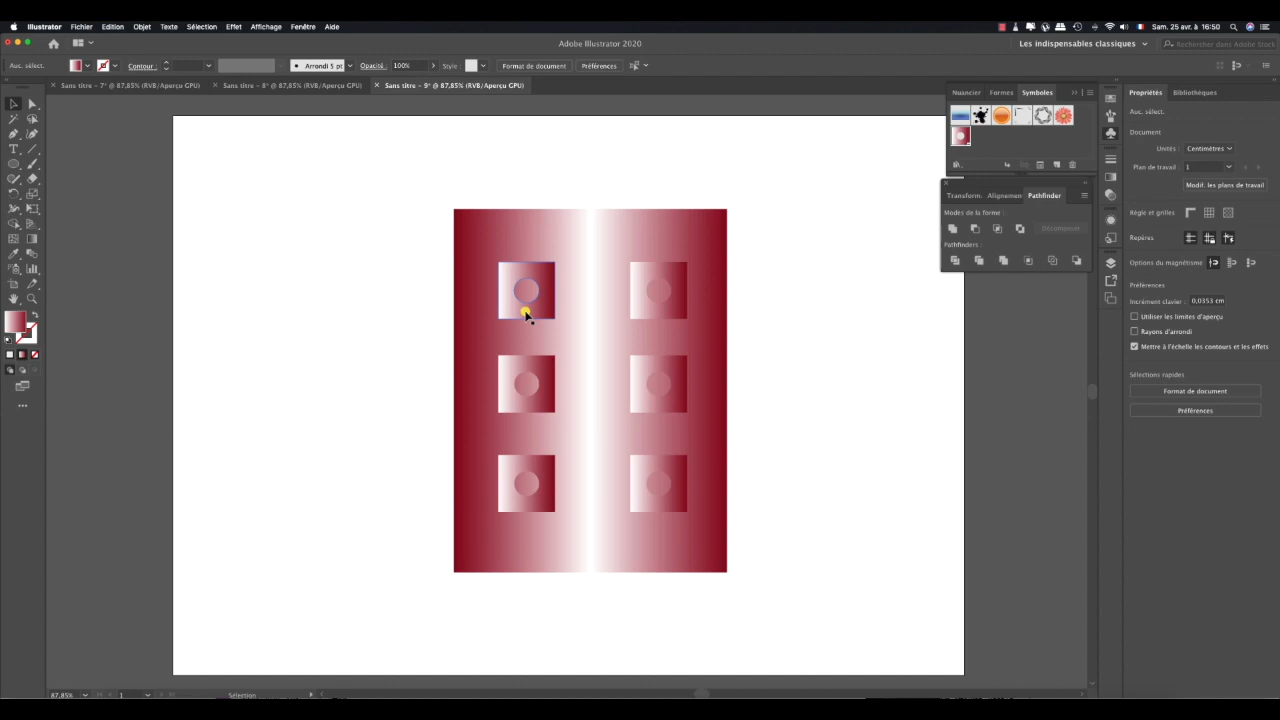 Illustrator Fichier Edition Objet Texte Sélection Effet Affichage Fenêtre Aide
Sam. 25 avr. à 16:50
Adobe Illustrator 2020
Les indispensables classiques
Rechercher dans Adobe Stock
Auc. sélect.
Contour :
Arrondi 5 pt
Opacité : 100%
Style :
Format de document
Préférences
Sans titre - 7* @ 87,85% (RVB/Aperçu GPU)
Sans titre - 8* @ 87,85% (RVB/Aperçu GPU)
Sans titre - 9* @ 87,85% (RVB/Aperçu GPU)
Nuancier Formes Symboles
Transform. Alignemen Pathfinder
Modes de la forme :
Décomposer
Pathfinders :
Propriétés Bibliothèques
Auc. sélect.
Document
Unités : Centimètres
Plan de travail : 1
Modif. les plans de travail
Règle et grilles
Repères
Options du magnétisme
Préférences
Incrément clavier : 0,0353 cm
Utiliser les limites d'aperçu
Rayons d'arrondi
Mettre à l'échelle les contours et les effets
Sélections rapides
Format de document
Préférences
87,85% 1 Sélection